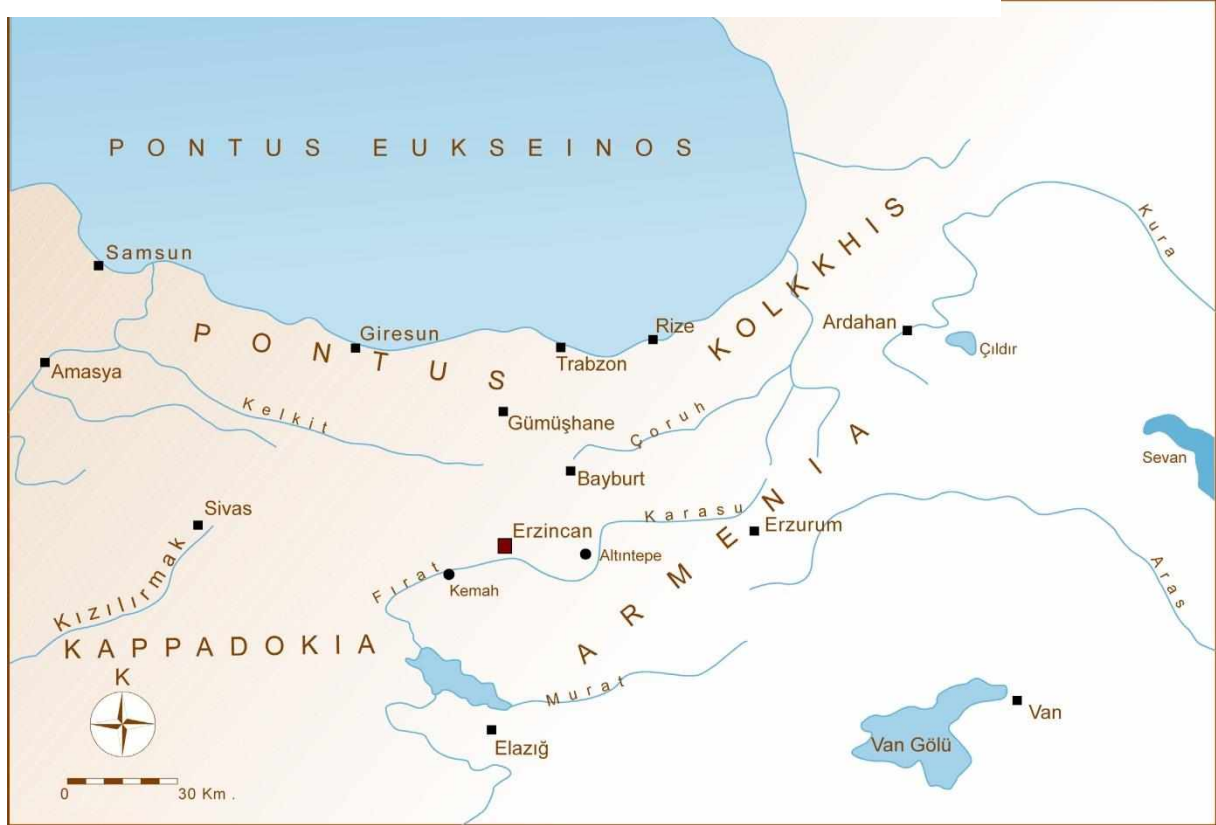 PONTUS EUKSEINOS
KOLKKHIS
Kura
Samsun
PONTUS
Giresun
Rize
Trabzon
Ardahan
Çıldır
Amasya
Kelkit
Gümüşhane
Çoruh
Bayburt
Sevan
Sivas
Karasu
Erzincan
Erzurum
Altıntepe
ARMENIA
Aras
Fırat
Kemah
Kızılırmak
KAPPADOKIA
Murat
K
Van
Van Gölü
Elazığ
0 30 Km .